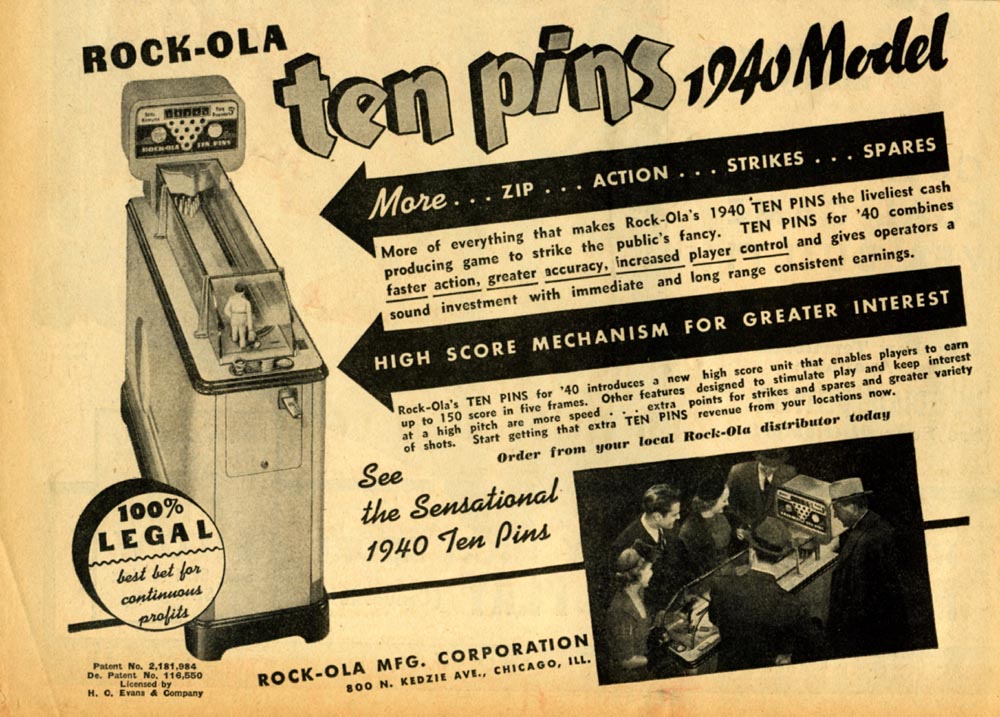 ROCK-OLA
ten pins 1940 Model
ROCK-OLA TEN PINS
More . . . ZIP . . . ACTION . . . STRIKES . . . SPARES
More of everything that makes Rock-Ola's 1940 TEN PINS the liveliest cash
producing game to strike the public's fancy. TEN PINS for '40 combines
faster action, greater accuracy, increased player control and gives operators a
sound investment with immediate and long range consistent earnings.
HIGH SCORE MECHANISM FOR GREATER INTEREST
Rock-Ola's TEN PINS for '40 introduces a new high score unit that enables players to earn
up to 150 score in five frames. Other features designed to stimulate play and keep interest
at a high pitch are more speed . . . extra points for strikes and spares and greater variety
of shots. Start getting that extra TEN PINS revenue from your locations now.
Order from your local Rock-Ola distributor today
See
the Sensational
1940 Ten Pins
100%
LEGAL
best bet for
continuous
profits
Patent No. 2,181,984
De. Patent No. 116,550
Licensed by
H. C. Evans & Company
ROCK-OLA MFG. CORPORATION
800 N. KEDZIE AVE., CHICAGO, ILL.